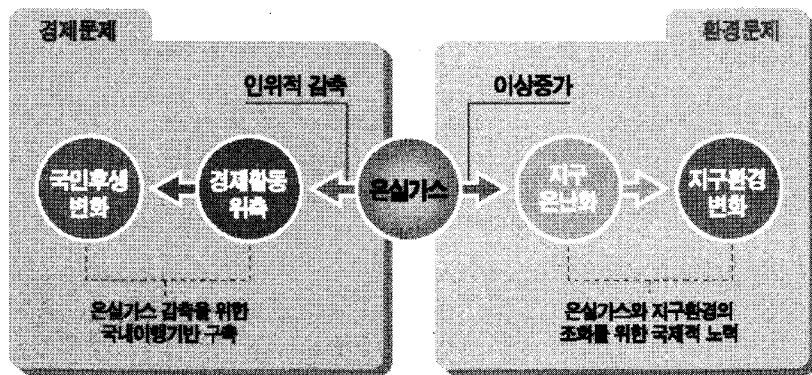 경제문제
환경문제
인위적 감축
이상증가
국민후생
변화
경제활동
위축
온실가스
지구
온난화
지구환경
변화
온실가스 감축을 위한
국내이행기반 구축
온실가스와 지구환경의
조화를 위한 국제적 노력